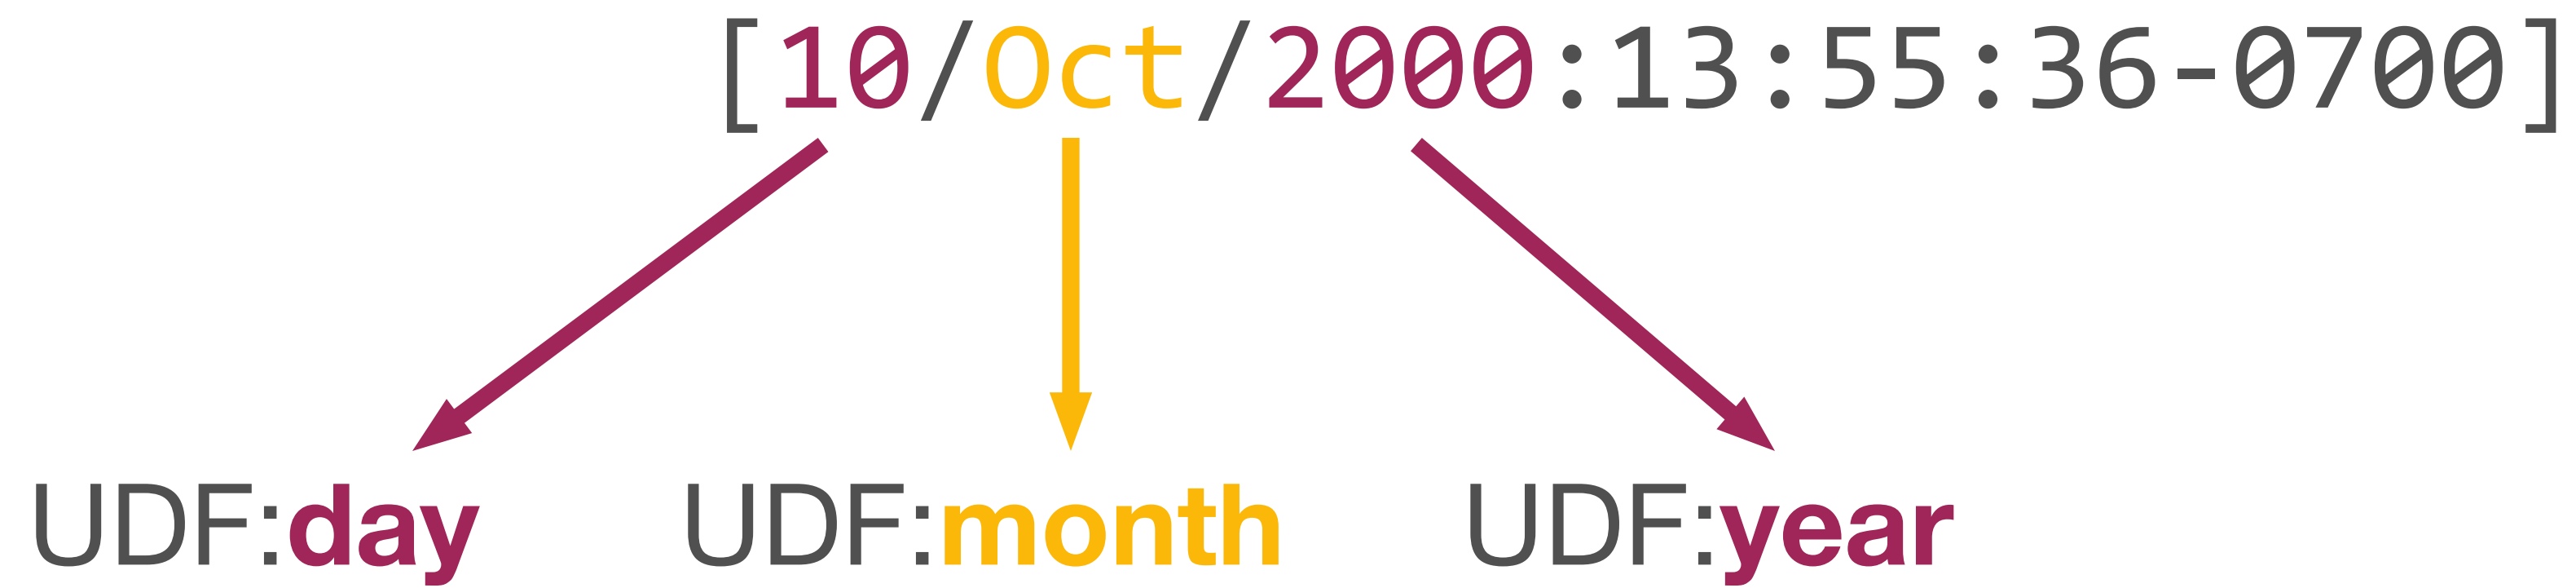 [10/Oct/2000:13:55:36-0700]
UDF:day UDF:month UDF:year